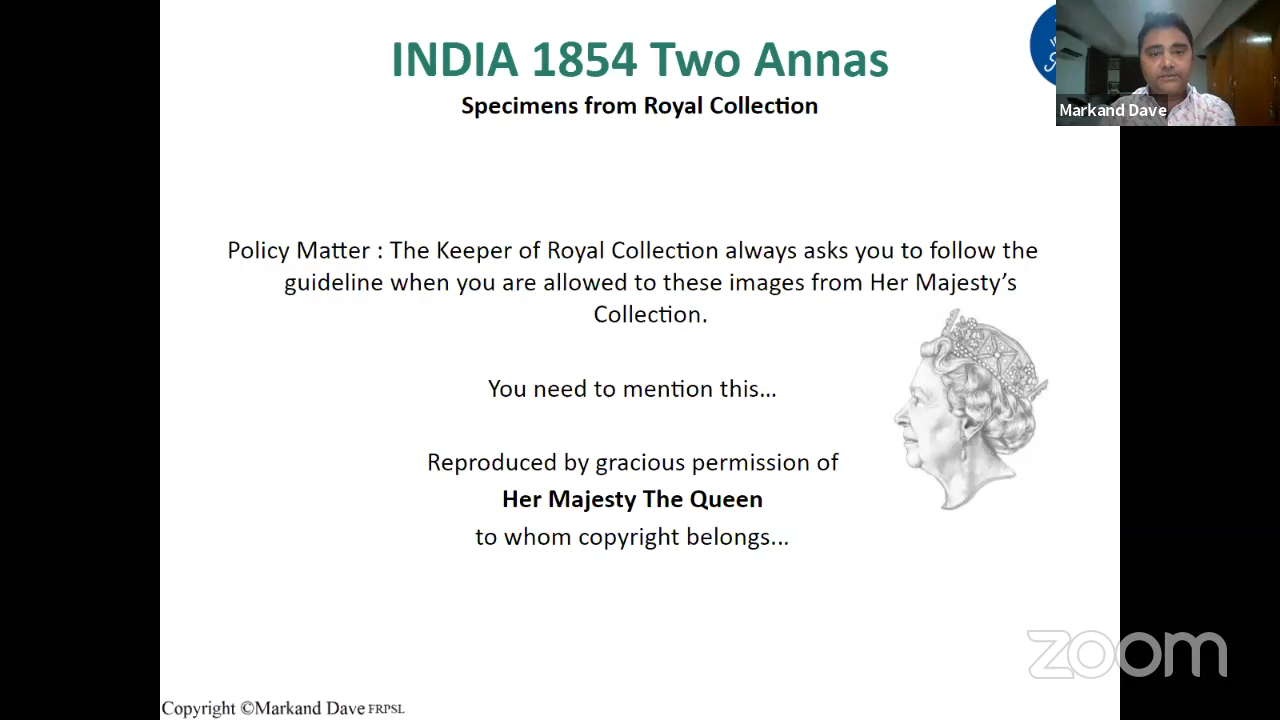 INDIA 1854 Two Annas
Specimens from Royal Collection
Markand Dave
Policy Matter : The Keeper of Royal Collection always asks you to follow the
guideline when you are allowed to these images from Her Majesty’s
Collection.
You need to mention this...
Reproduced by gracious permission of
Her Majesty The Queen
to whom copyright belongs...
zoom
Copyright ©Markand Dave FRPSL